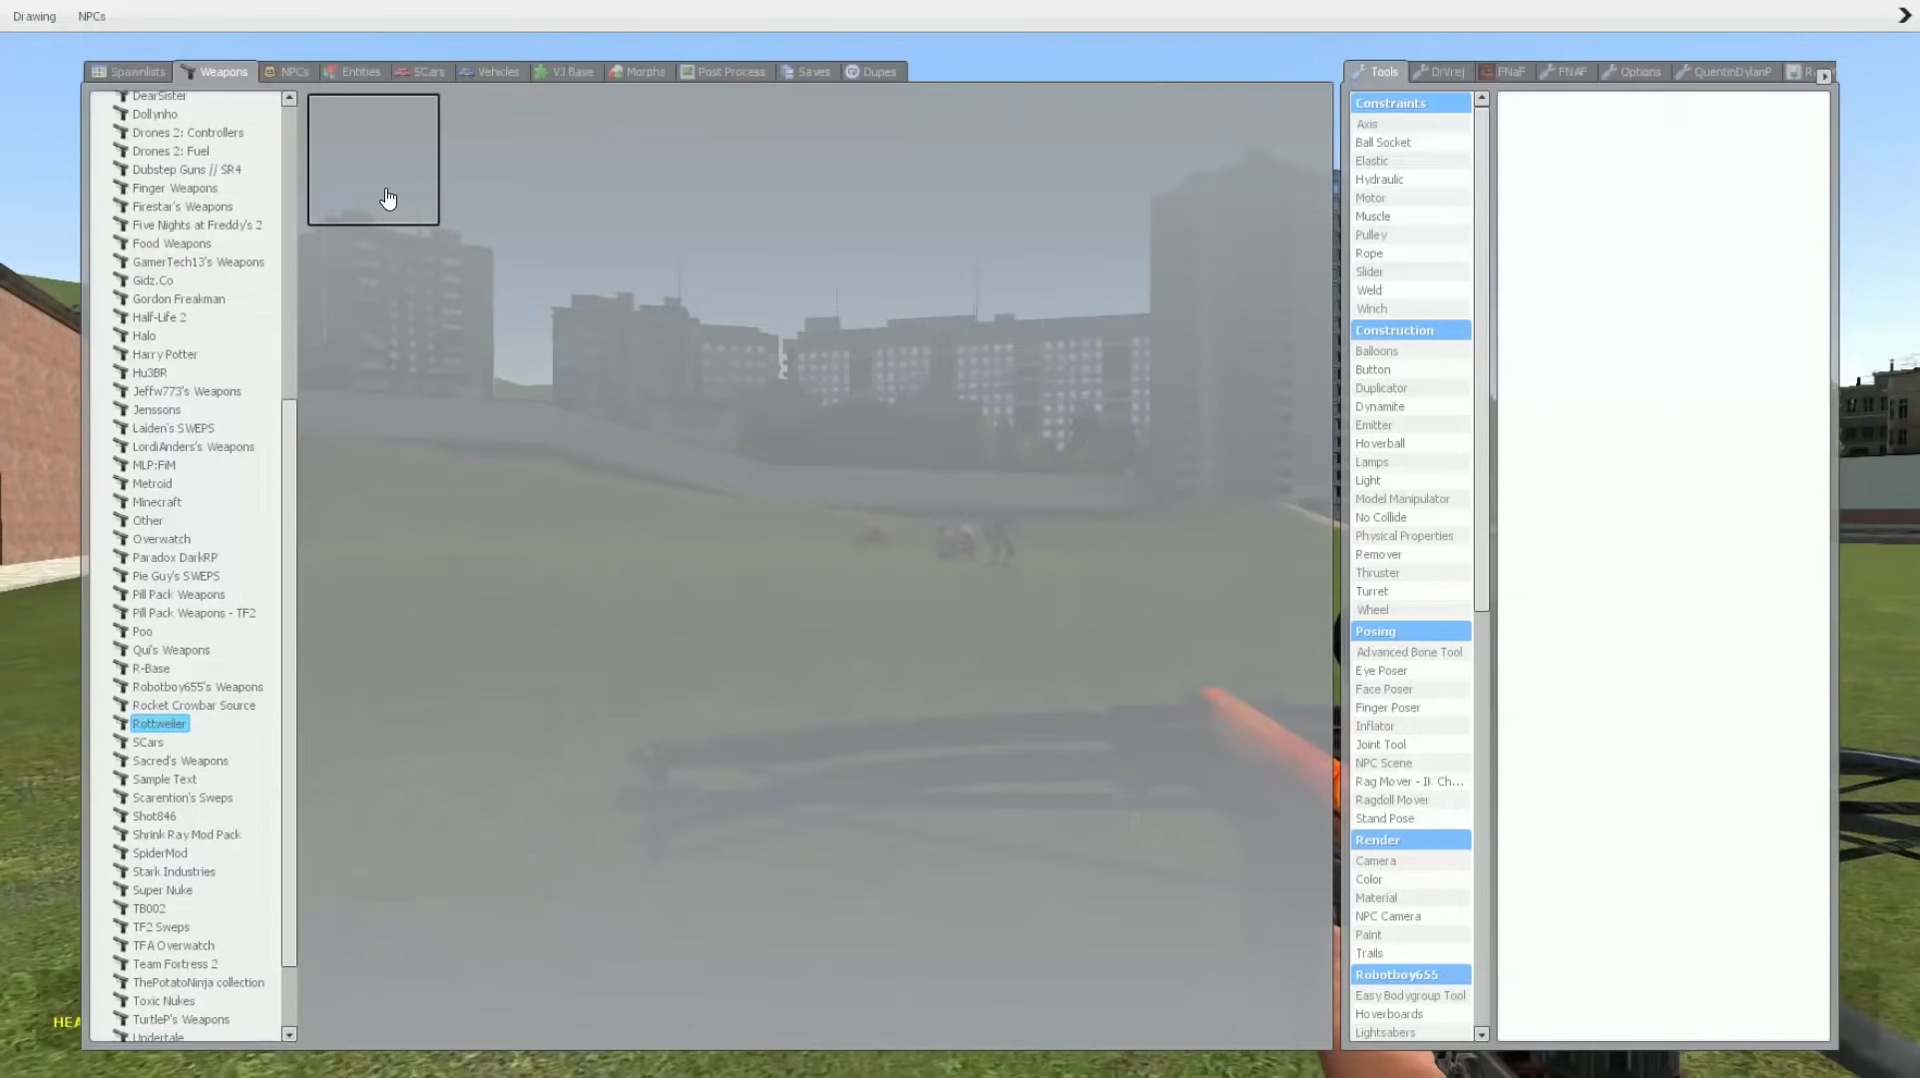 Drawing NPCs
Spawnlists Weapons NPCs Entities SCars Vehicles VJ Base Morphs Post Process Saves Dupes
DearSister
Dollynho
Drones 2: Controllers
Drones 2: Fuel
Dubstep Guns // SR4
Finger Weapons
Firestar's Weapons
Five Nights at Freddy's 2
Food Weapons
GamerTech13's Weapons
Gidz.Co
Gordon Freakman
Half-Life 2
Halo
Harry Potter
Hu3BR
Jeffw773's Weapons
Jenssons
Laiden's SWEPS
LordiAnders's Weapons
MLP:FiM
Metroid
Minecraft
Other
Overwatch
Paradox DarkRP
Pie Guy's SWEPS
Pill Pack Weapons
Pill Pack Weapons - TF2
Poo
Qui's Weapons
R-Base
Robotboy655's Weapons
Rocket Crowbar Source
Rottweiler
SCars
Sacred's Weapons
Sample Text
Scarention's Sweps
Shot846
Shrink Ray Mod Pack
SpiderMod
Stark Industries
Super Nuke
TB002
TF2 Sweps
TFA Overwatch
Team Fortress 2
ThePotatoNinja collection
Toxic Nukes
TurtleP's Weapons
Undertale
HEA
Tools DrVrej FNaF FNAF Options QuentinDylanP
Constraints
Axis
Ball Socket
Elastic
Hydraulic
Motor
Muscle
Pulley
Rope
Slider
Weld
Winch
Construction
Balloons
Button
Duplicator
Dynamite
Emitter
Hoverball
Lamps
Light
Model Manipulator
No Collide
Physical Properties
Remover
Thruster
Turret
Wheel
Posing
Advanced Bone Tool
Eye Poser
Face Poser
Finger Poser
Inflator
Joint Tool
NPC Scene
Rag Mover - Ik Ch...
Ragdoll Mover
Stand Pose
Render
Camera
Color
Material
NPC Camera
Paint
Trails
Robotboy655
Easy Bodygroup Tool
Hoverboards
Lightsabers